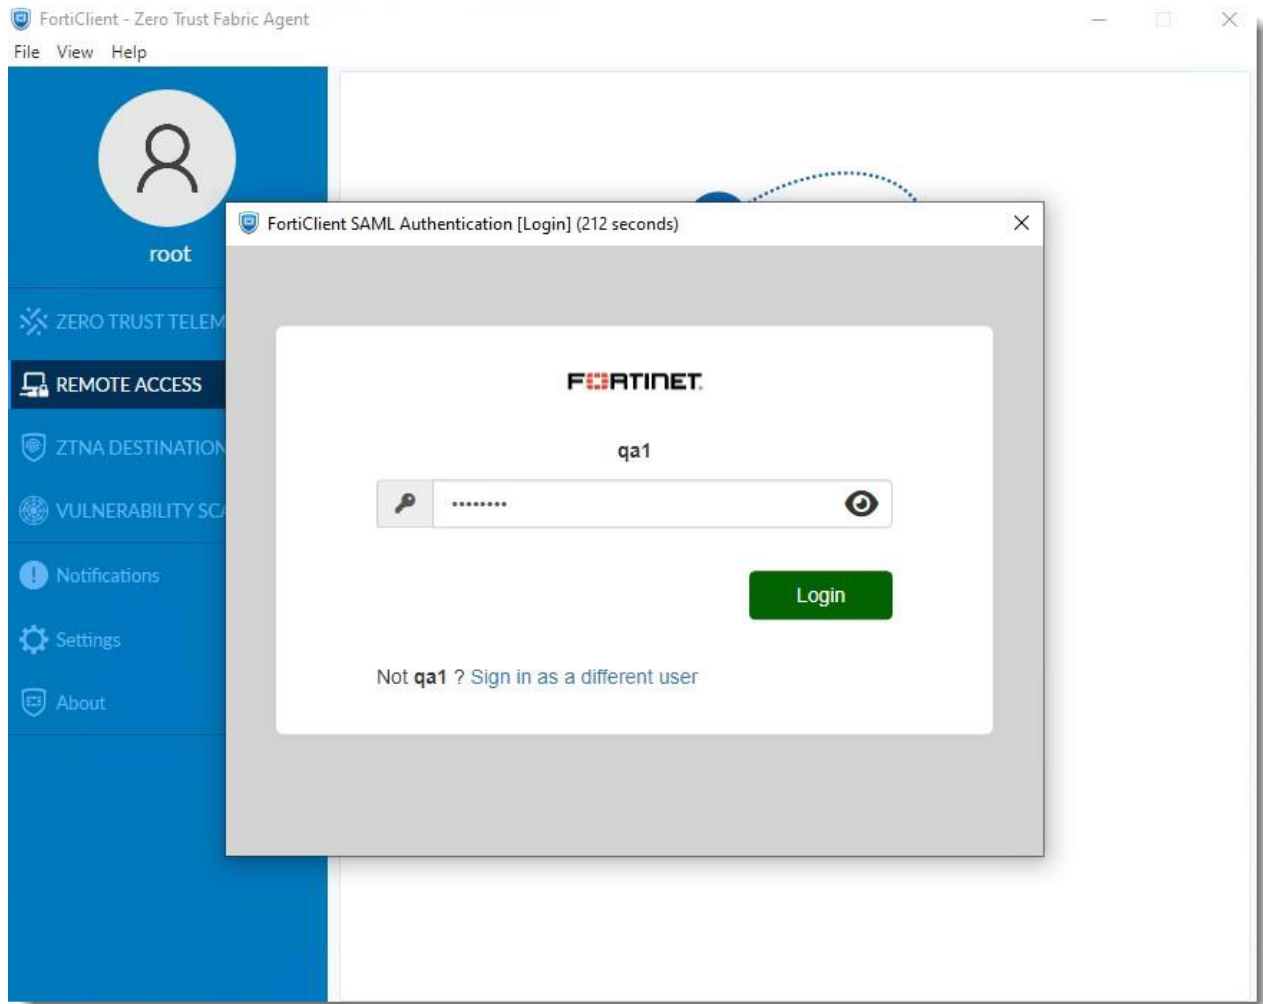 FortiClient - Zero Trust Fabric Agent
File View Help
root
FortiClient SAML Authentication [Login] (212 seconds)
ZERO TRUST TELEM
REMOTE ACCESS
ZTNA DESTINATION
VULNERABILITY SCA
Notifications
Settings
About
FORTINET
qa1
••••••••
Login
Not qa1 ? Sign in as a different user